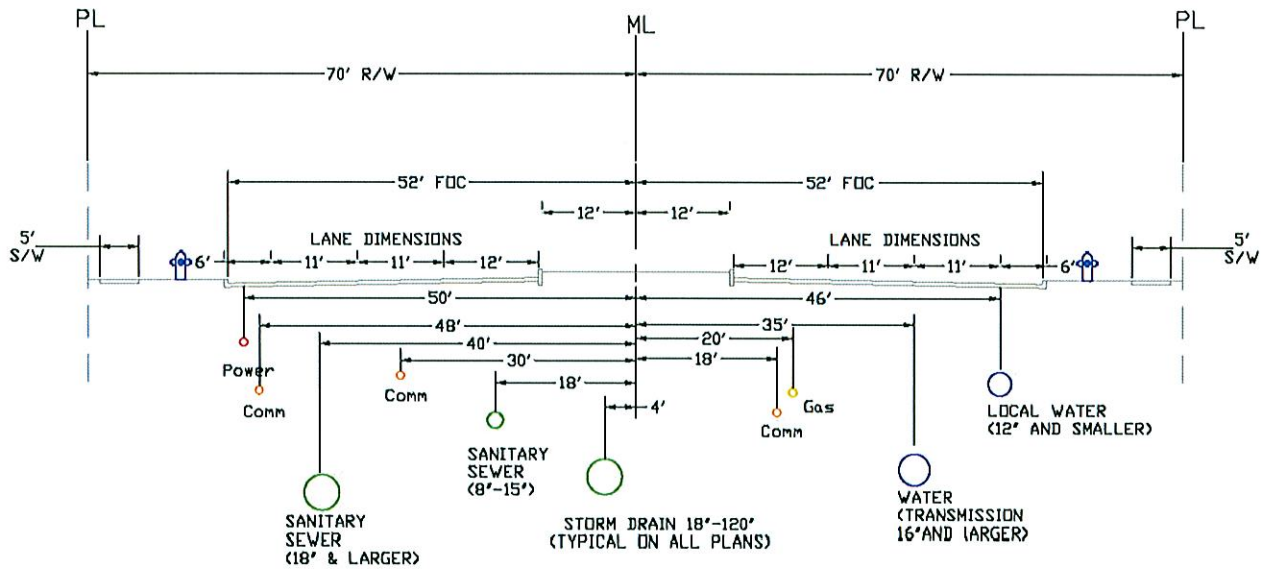 PL
ML
PL
70' R/W
70' R/W
52' FOC
52' FOC
12'
12'
5'
S/W
LANE DIMENSIONS
LANE DIMENSIONS
5'
S/W
6'
11'
11'
12'
12'
11'
11'
6'
50'
46'
48'
35'
40'
20'
30'
18'
18'
4'
Power
Comm
Comm
Gas
Comm
LOCAL WATER
(12" AND SMALLER)
SANITARY
SEWER
(8"-15")
SANITARY
SEWER
(18" & LARGER)
STORM DRAIN 18"-120"
(TYPICAL ON ALL PLANS)
WATER
(TRANSMISSION
16"AND LARGER)